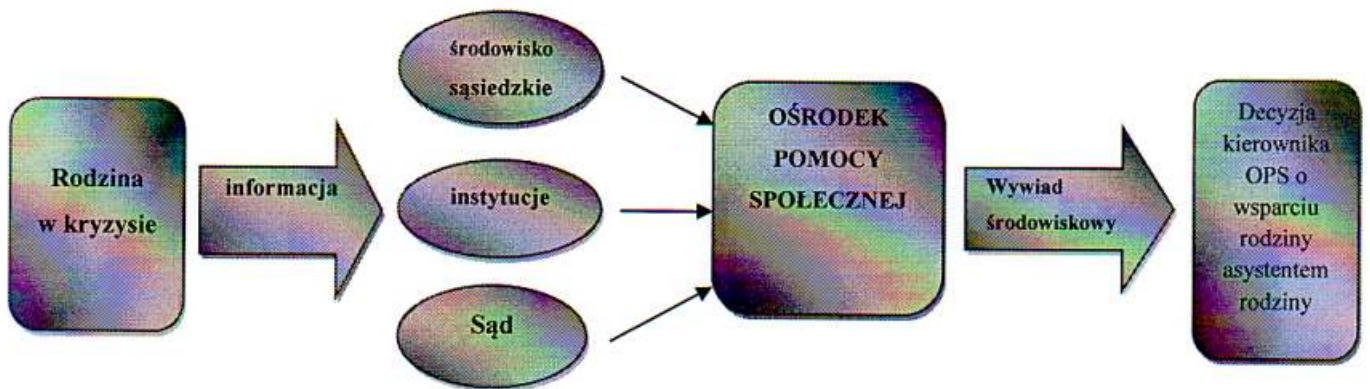 Rodzina
w kryzysie
informacja
środowisko
sąsiedzkie
instytucje
Sąd
OŚRODEK
POMOCY
SPOŁECZNEJ
Wywiad
środowiskowy
Decyzja
kierownika
OPS o
wsparciu
rodziny
asystentem
rodziny